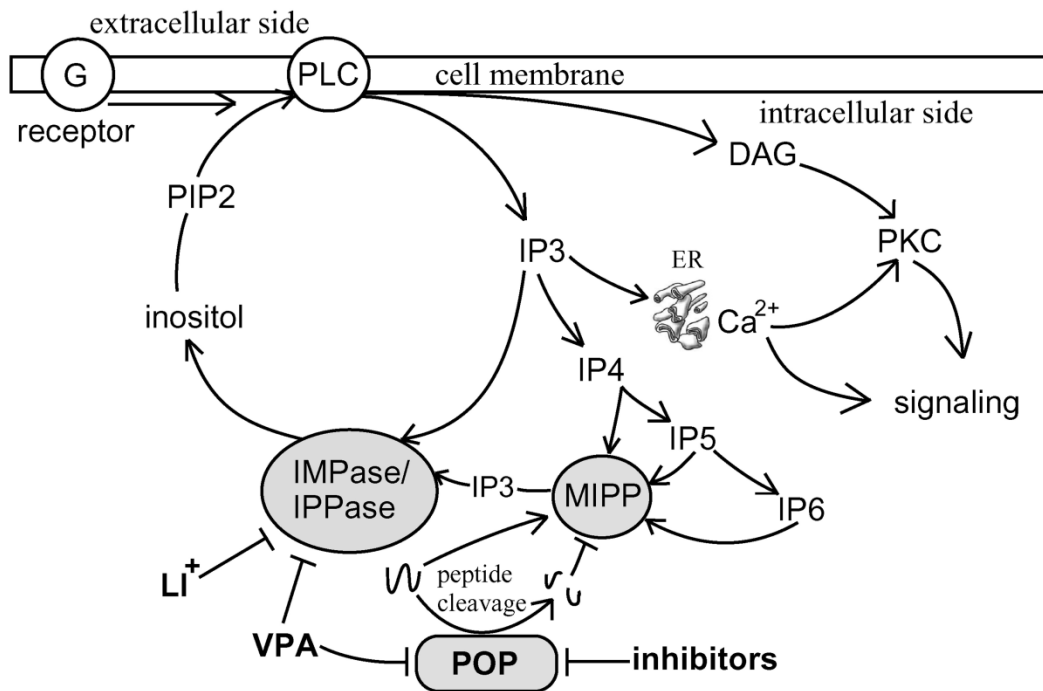 extracellular side
G
PLC
cell membrane
receptor
intracellular side
DAG
PIP2
PKC
IP3
ER
inositol
Ca2+
IP4
signaling
IP5
IMPase/
IPPase
IP3
MIPP
IP6
LI+
peptide
cleavage
VPA
POP
inhibitors